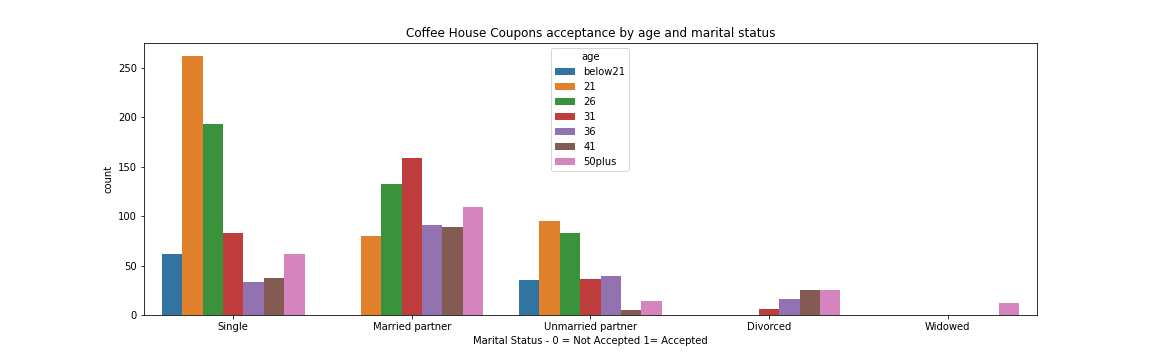 Coffee House Coupons acceptance by age and marital status
age
below21
21
26
31
36
41
50plus
count
250
200
150
100
50
0
Single Married partner Unmarried partner Divorced Widowed
Marital Status - 0 = Not Accepted 1= Accepted